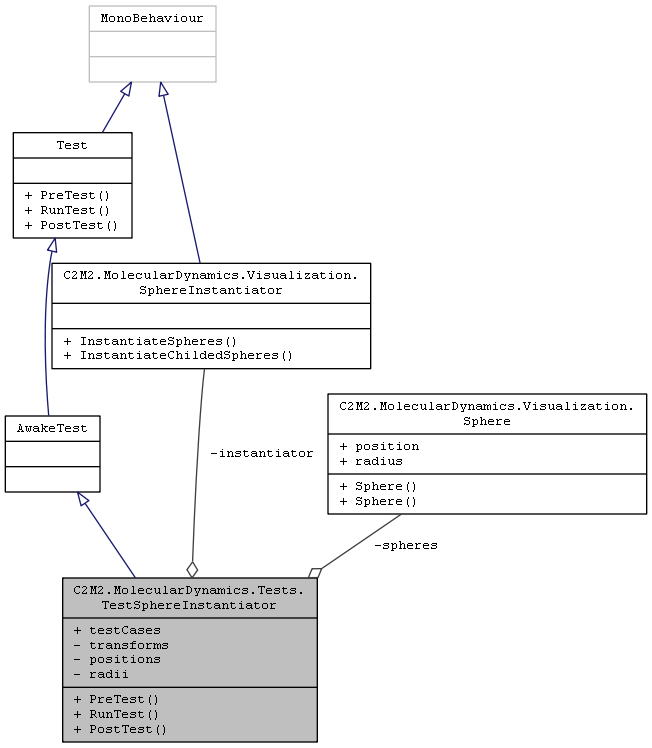 MonoBehaviour
Test
+ PreTest()
+ RunTest()
+ PostTest()
C2M2.MolecularDynamics.Visualization.
SphereInstantiator
+ InstantiateSpheres()
+ InstantiateChildedSpheres()
C2M2.MolecularDynamics.Visualization.
Sphere
+ position
+ radius
+ Sphere()
+ Sphere()
AwakeTest
-instantiator
-spheres
C2M2.MolecularDynamics.Tests.
TestSphereInstantiator
+ testCases
- transforms
- positions
- radii
+ PreTest()
+ RunTest()
+ PostTest()